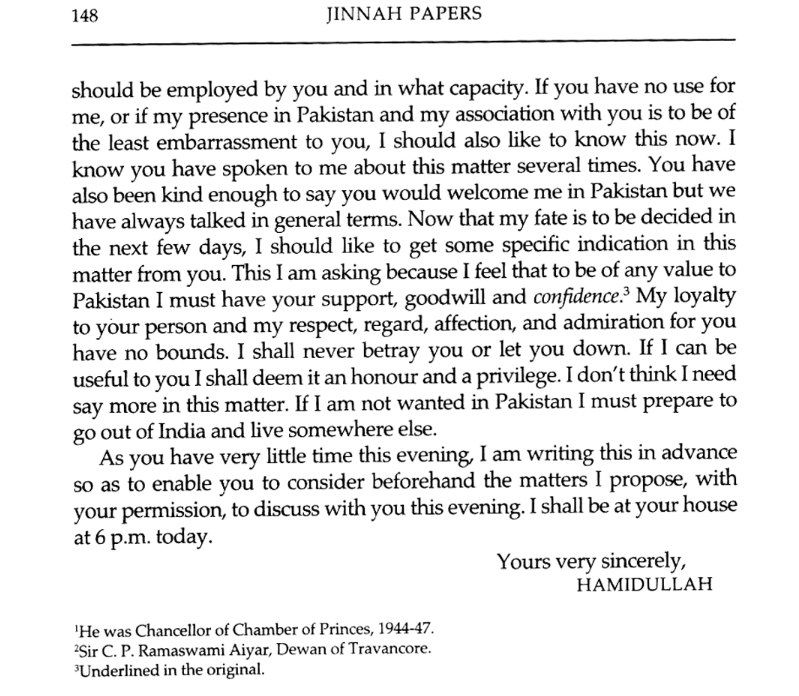 148 JINNAH PAPERS
should be employed by you and in what capacity. If you have no use for
me, or if my presence in Pakistan and my association with you is to be of
the least embarrassment to you, I should also like to know this now. I
know you have spoken to me about this matter several times. You have
also been kind enough to say you would welcome me in Pakistan but we
have always talked in general terms. Now that my fate is to be decided in
the next few days, I should like to get some specific indication in this
matter from you. This I am asking because I feel that to be of any value to
Pakistan I must have your support, goodwill and confidence.³ My loyalty
to your person and my respect, regard, affection, and admiration for you
have no bounds. I shall never betray you or let you down. If I can be
useful to you I shall deem it an honour and a privilege. I don't think I need
say more in this matter. If I am not wanted in Pakistan I must prepare to
go out of India and live somewhere else.
As you have very little time this evening, I am writing this in advance
so as to enable you to consider beforehand the matters I propose, with
your permission, to discuss with you this evening. I shall be at your house
at 6 p.m. today.
Yours very sincerely,
HAMIDULLAH
¹He was Chancellor of Chamber of Princes, 1944-47.
²Sir C. P. Ramaswami Aiyar, Dewan of Travancore.
³Underlined in the original.